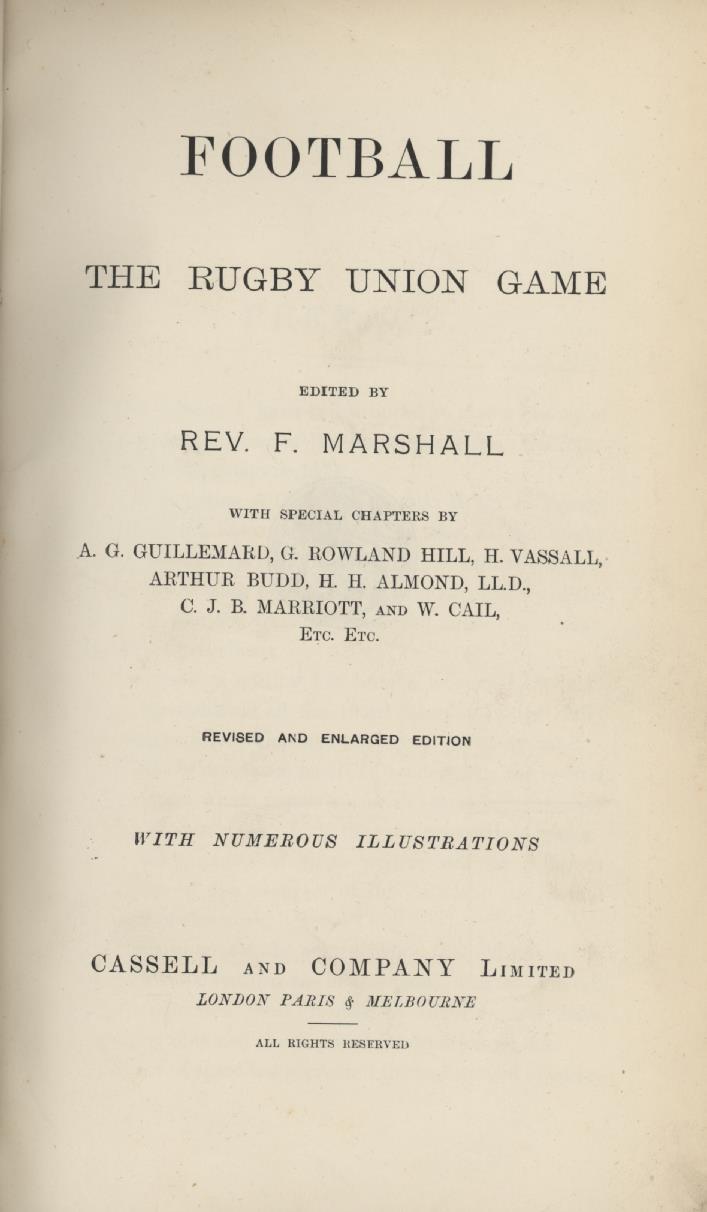 FOOTBALL
THE RUGBY UNION GAME
EDITED BY
REV. F. MARSHALL
WITH SPECIAL CHAPTERS BY
A. G. GUILLEMARD, G. ROWLAND HILL, H. VASSALL,
ARTHUR BUDD, H. H. ALMOND, LL.D.,
C. J. B. MARRIOTT, AND W. CAIL,
ETC. ETC.
REVISED AND ENLARGED EDITION
WITH NUMEROUS ILLUSTRATIONS
CASSELL AND COMPANY LIMITED
LONDON PARIS & MELBOURNE
ALL RIGHTS RESERVED